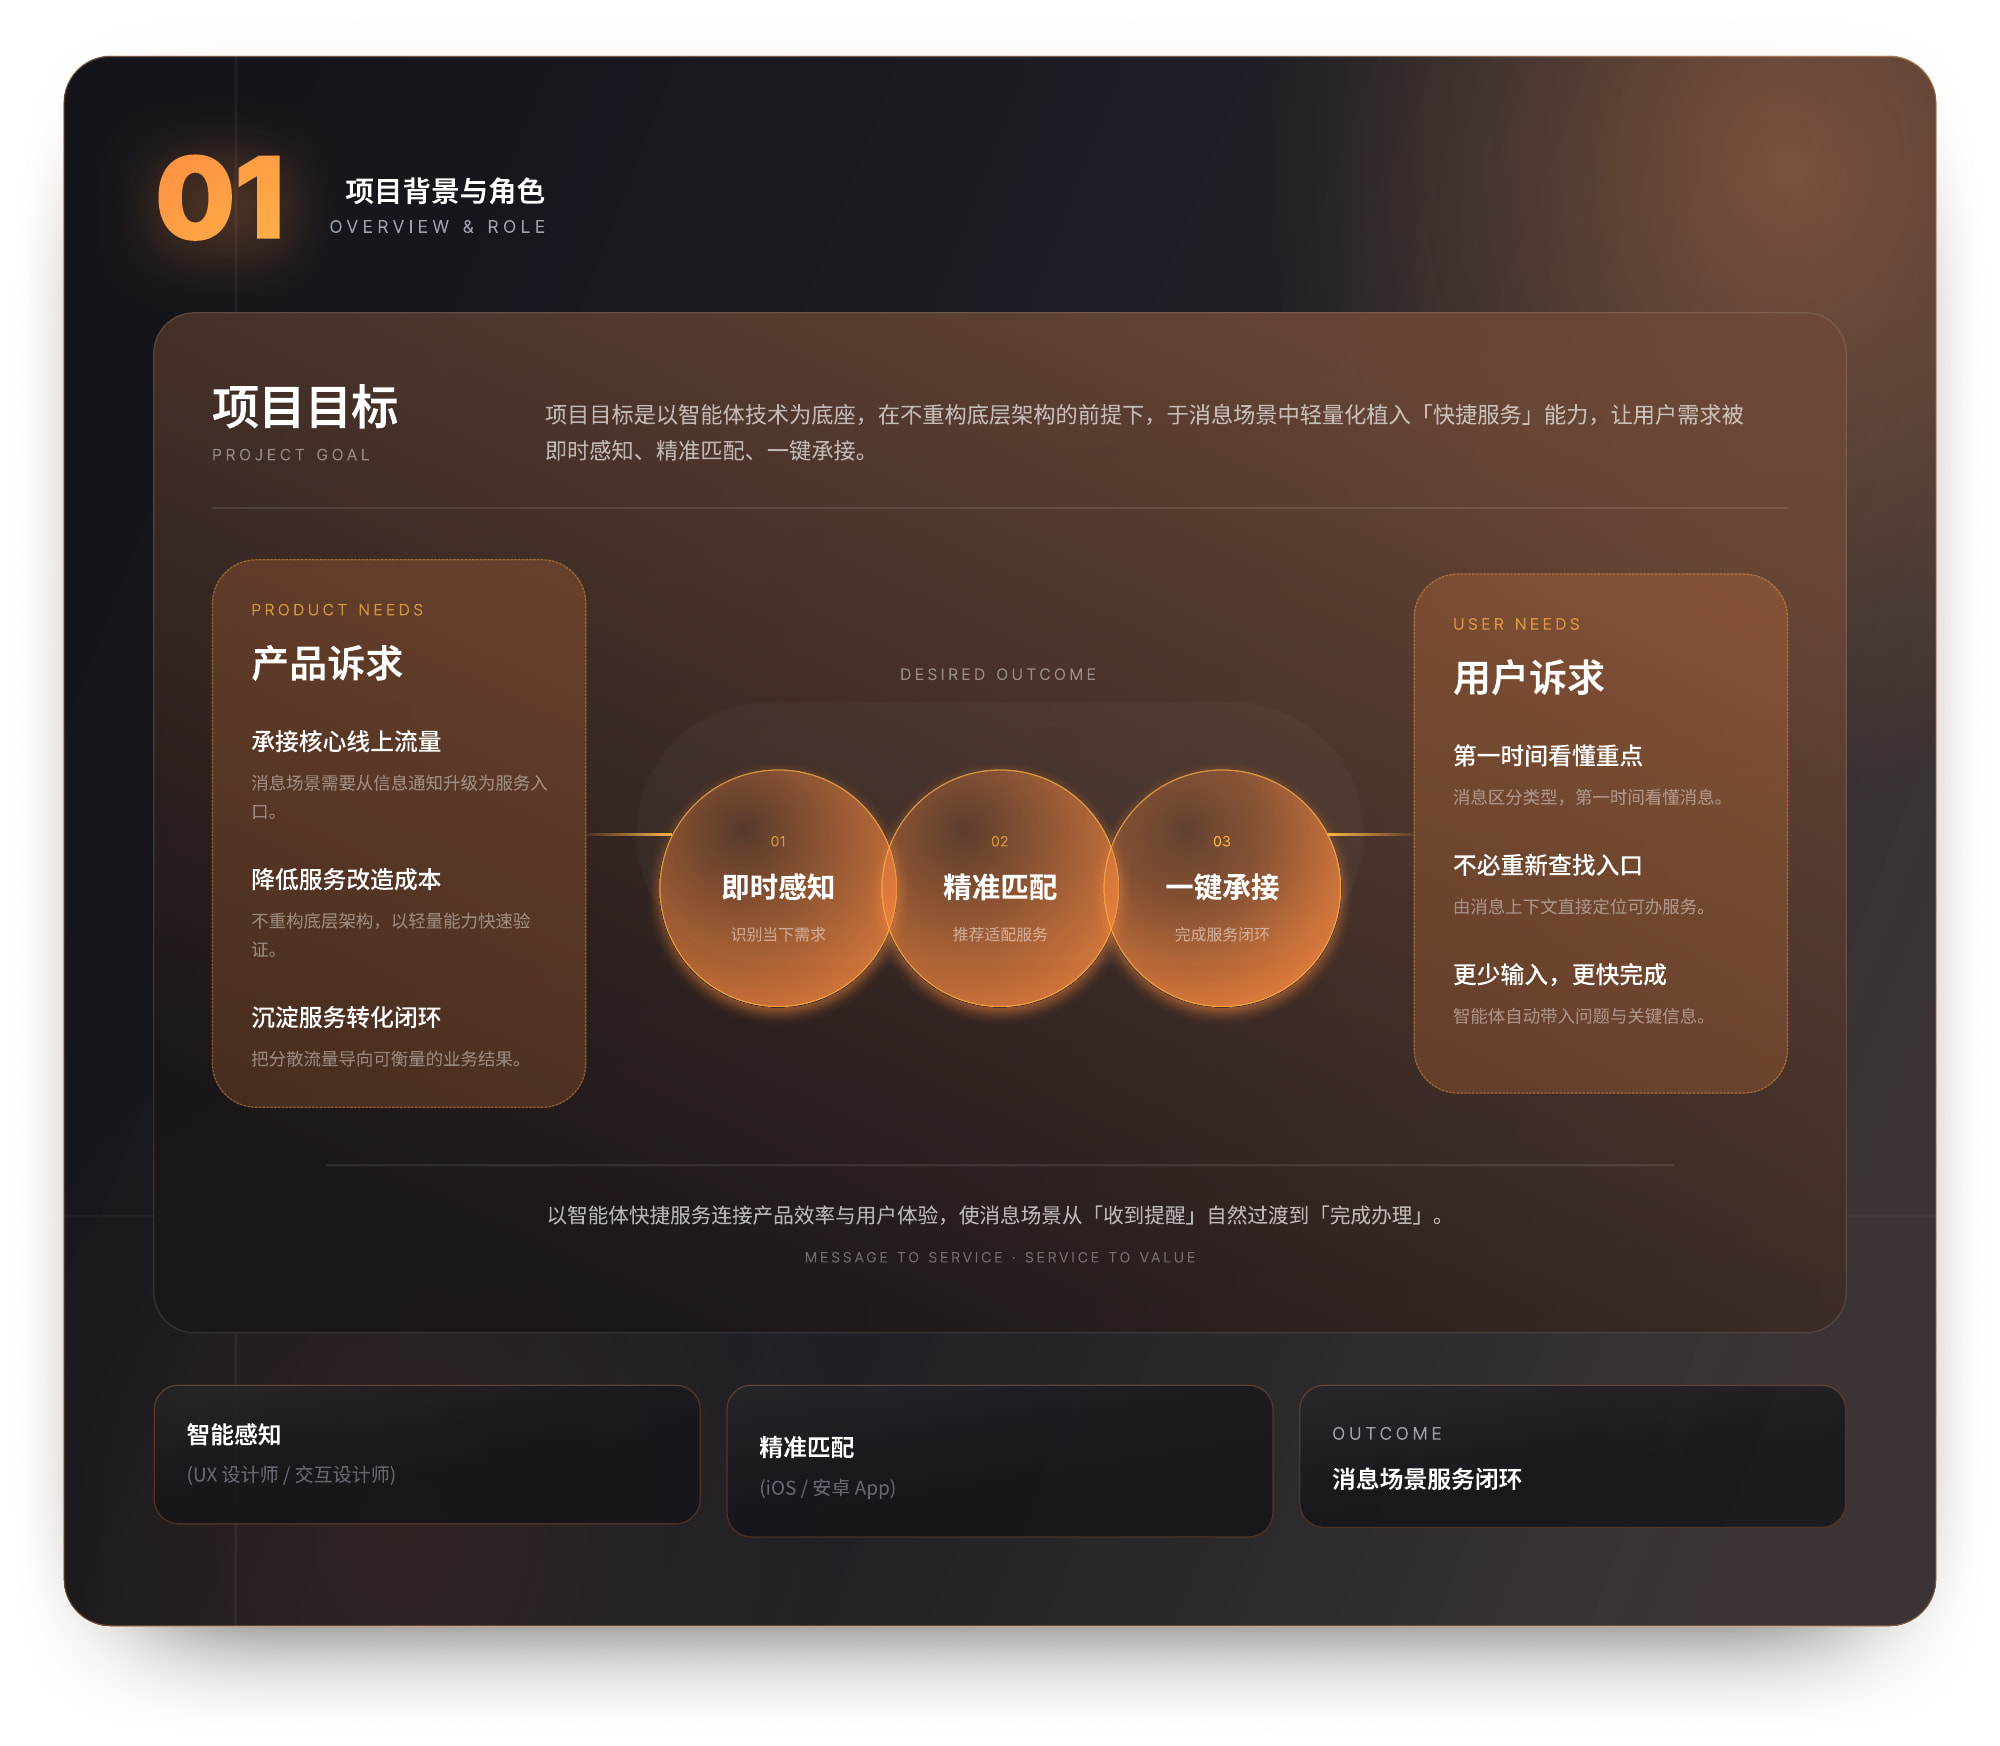 01
项目背景与角色
OVERVIEW & ROLE
项目目标
PROJECT GOAL
项目目标是以智能体技术为底座，在不重构底层架构的前提下，于消息场景中轻量化植入「快捷服务」能力，让用户需求被
即时感知、精准匹配、一键承接。
PRODUCT NEEDS
产品诉求
承接核心线上流量
消息场景需要从信息通知升级为服务入
口。
降低服务改造成本
不重构底层架构，以轻量能力快速验
证。
沉淀服务转化闭环
把分散流量导向可衡量的业务结果。
DESIRED OUTCOME
01
即时感知
识别当下需求
02
精准匹配
推荐适配服务
03
一键承接
完成服务闭环
USER NEEDS
用户诉求
第一时间看懂重点
消息区分类型，第一时间看懂消息。
不必重新查找入口
由消息上下文直接定位可办服务。
更少输入，更快完成
智能体自动带入问题与关键信息。
以智能体快捷服务连接产品效率与用户体验，使消息场景从「收到提醒」自然过渡到「完成办理」。
MESSAGE TO SERVICE · SERVICE TO VALUE
智能感知
(UX 设计师 / 交互设计师)
精准匹配
(iOS / 安卓 App)
OUTCOME
消息场景服务闭环